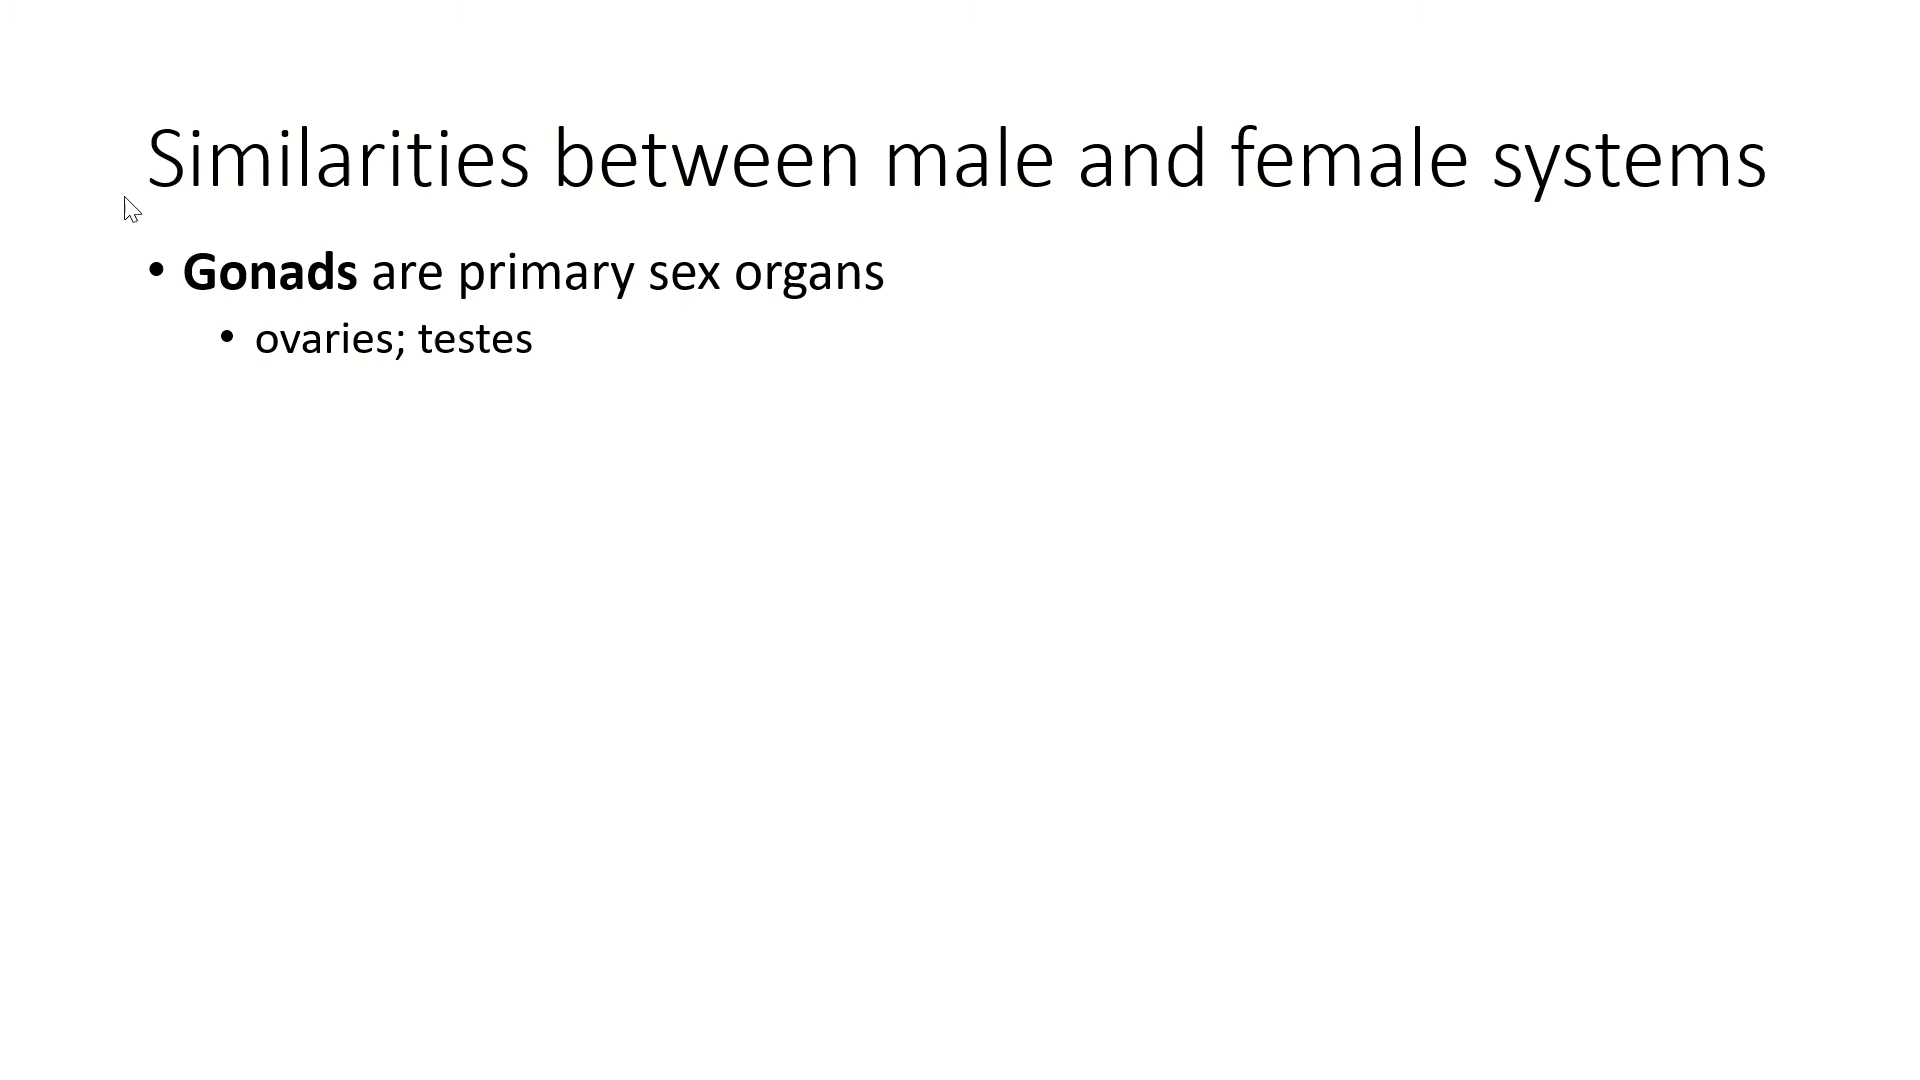 Similarities between male and female systems
• Gonads are primary sex organs
• ovaries; testes